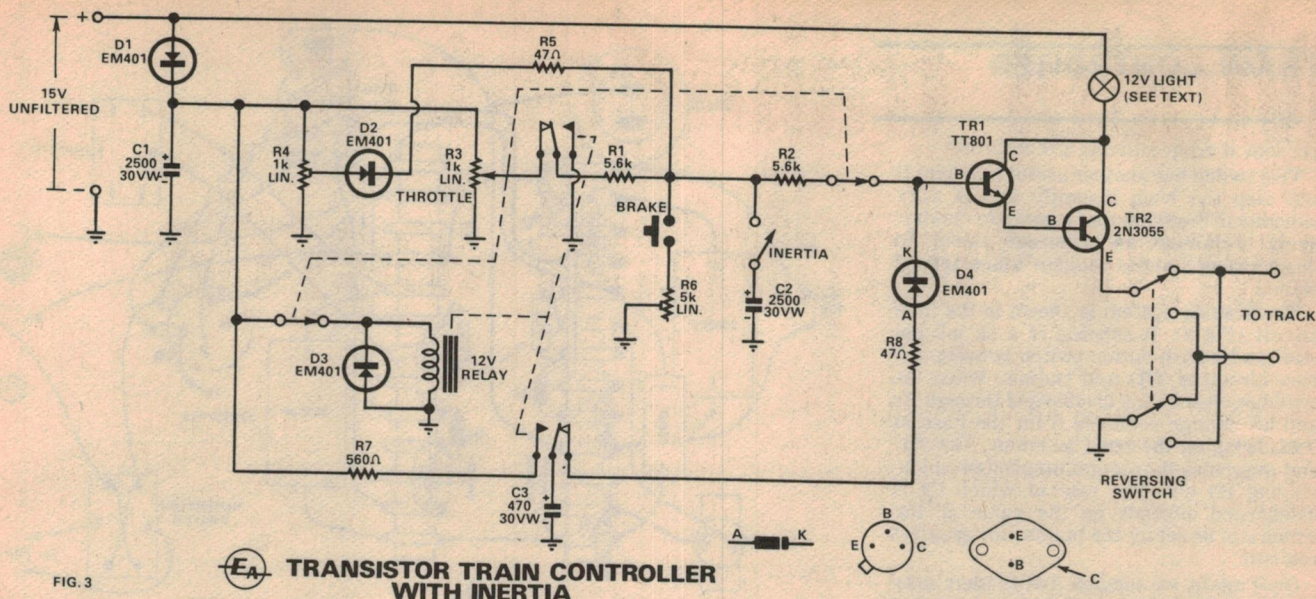 +
15V
UNFILTERED
D1
EM401
C1
2500
30VW
+
-
R4
1k
LIN.
D2
EM401
R5
47Ω
R3
1k
LIN.
THROTTLE
R1
5.6k
BRAKE
R6
5k
LIN.
R2
5.6k
INERTIA
C2
2500
30VW
+
-
12V LIGHT
(SEE TEXT)
TR1
TT801
B
C
E
TR2
2N3055
B
C
E
K
D4
EM401
A
R8
47Ω
TO TRACK
REVERSING
SWITCH
D3
EM401
12V
RELAY
R7
560Ω
C3
470
30VW
+
-
A K
B
E C
E
B
C
FIG. 3
EA TRANSISTOR TRAIN CONTROLLER
WITH INERTIA